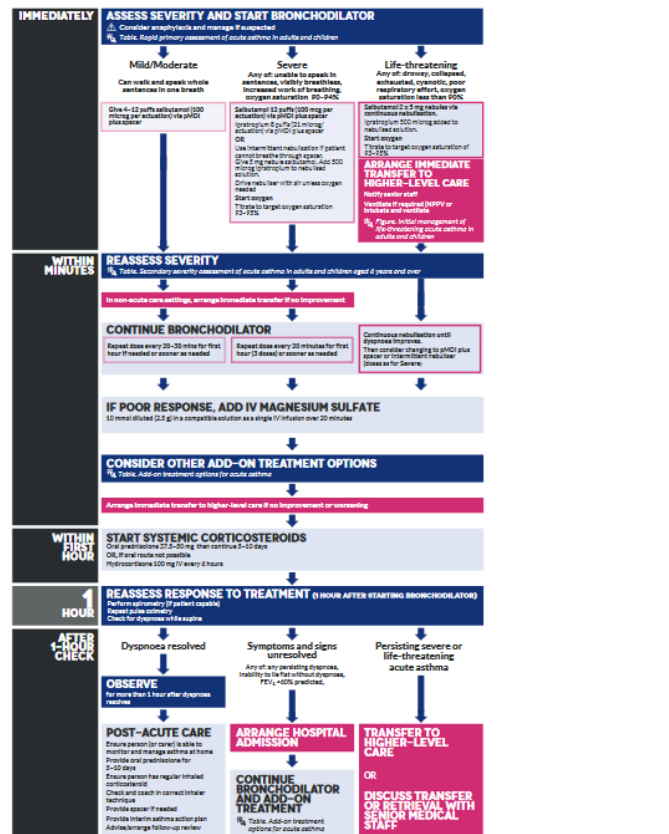 IMMEDIATELY
ASSESS SEVERITY AND START BRONCHODILATOR
Consider anaphylaxis and manage if suspected
Table. Rapid primary assessment of acute asthma in adults and children
Mild/Moderate
Can walk and speak whole
sentences in one breath
Give 4–12 puffs salbutamol (100
microg per actuation) via pMDI
plus spacer
Severe
Any of: unable to speak in
sentences, visibly breathless,
increased work of breathing,
oxygen saturation 90–94%
Salbutamol 12 puffs (100 mcg per
actuation) via pMDI plus spacer
Ipratropium 8 puffs (21 microg/
actuation) via pMDI plus spacer
OR
Use intermittent nebulisation if patient
cannot breathe through spacer.
Give 5 mg nebule salbutamol. Add 500
microg ipratropium to nebulised
solution.
Drive nebuliser with air unless oxygen
needed
Start oxygen
Titrate to target oxygen saturation
93–95%
Life-threatening
Any of: drowsy, collapsed,
exhausted, cyanotic, poor
respiratory effort, oxygen
saturation less than 90%
Salbutamol 2 x 5 mg nebules via
continuous nebulisation.
Ipratropium 500 microg added to
nebulised solution.
Start oxygen
Titrate to target oxygen saturation of
93–95%
ARRANGE IMMEDIATE
TRANSFER TO
HIGHER-LEVEL CARE
Notify senior staff
Ventilate if required (NPPV or
intubate and ventilate
Figure. Initial management of
life-threatening acute asthma in
adults and children
WITHIN
MINUTES
REASSESS SEVERITY
Table. Secondary severity assessment of acute asthma in adults and children aged 6 years and over
In non-acute care settings, arrange immediate transfer if no improvement
CONTINUE BRONCHODILATOR
Repeat dose every 20–30 mins for first
hour if needed or sooner as needed
Repeat dose every 20 minutes for first
hour (3 doses) or sooner as needed
Continuous nebulisation until
dyspnoea improves.
Then consider changing to pMDI plus
spacer or intermittent nebuliser
(doses as for Severe)
IF POOR RESPONSE, ADD IV MAGNESIUM SULFATE
10 mmol diluted (2.5 g) in a compatible solution as a single IV infusion over 20 minutes
CONSIDER OTHER ADD-ON TREATMENT OPTIONS
Table. Add-on treatment options for acute asthma
Arrange immediate transfer to higher-level care if no improvement or worsening
WITHIN
FIRST
HOUR
START SYSTEMIC CORTICOSTEROIDS
Oral prednisolone 37.5–50 mg then continue 5–10 days
OR, if oral route not possible
Hydrocortisone 100 mg IV every 6 hours
1
HOUR
REASSESS RESPONSE TO TREATMENT (1 HOUR AFTER STARTING BRONCHODILATOR)
Perform spirometry (if patient capable)
Repeat pulse oximetry
Check for dyspnoea while supine
AFTER
1-HOUR
CHECK
Dyspnoea resolved
OBSERVE
for more than 1 hour after dyspnoea
resolves
POST-ACUTE CARE
Ensure person (or carer) is able to
monitor and manage asthma at home
Provide oral prednisolone for
5–10 days
Ensure person has regular inhaled
corticosteroid
Check and coach in correct inhaler
technique
Provide spacer if needed
Provide interim asthma action plan
Advise/arrange follow-up review
Symptoms and signs
unresolved
Any of: any persisting dyspnoea,
inability to lie flat without dyspnoea,
FEV₁ <60% predicted,
ARRANGE HOSPITAL
ADMISSION
CONTINUE
BRONCHODILATOR
AND ADD-ON
TREATMENT
Table. Add-on treatment
options for acute asthma
Persisting severe or
life-threatening
acute asthma
TRANSFER TO
HIGHER-LEVEL
CARE
OR
DISCUSS TRANSFER
OR RETRIEVAL WITH
SENIOR MEDICAL
STAFF